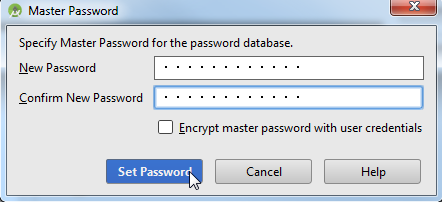 Master Password
Specify Master Password for the password database.
New Password
Confirm New Password
Encrypt master password with user credentials
Set Password Cancel Help